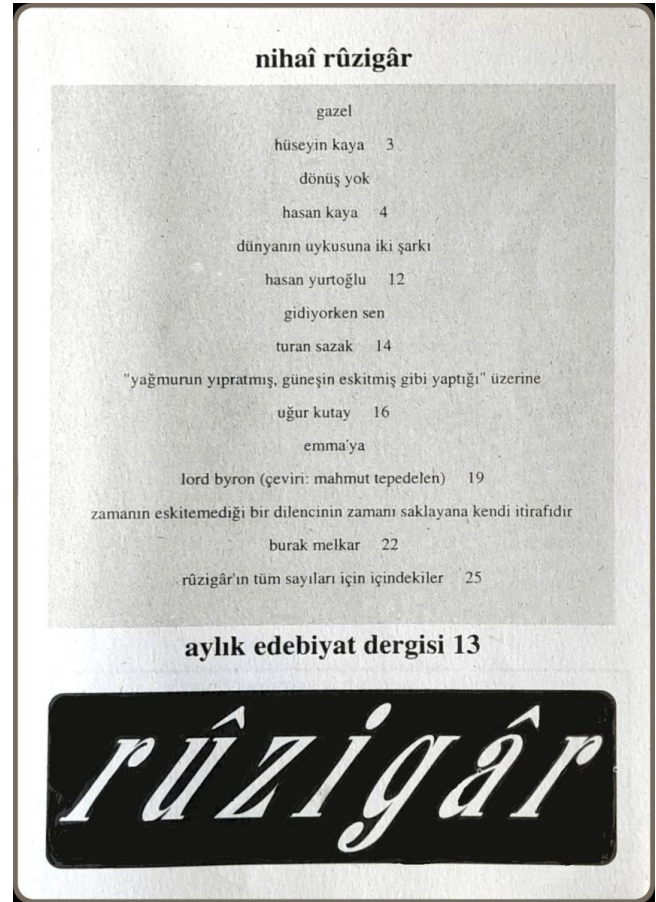 nihaî rûzigâr
gazel
hüseyin kaya 3
dönüş yok
hasan kaya 4
dünyanın uykusuna iki şarkı
hasan yurtoğlu 12
gidiyorken sen
turan sazak 14
"yağmurun yıpratmış, güneşin eskitmiş gibi yaptığı" üzerine
uğur kutay 16
emma'ya
lord byron (çeviri: mahmut tepedelen) 19
zamanın eskitemediği bir dilencinin zamanı saklayana kendi itirafıdır
burak melkar 22
rûzigâr'ın tüm sayıları için içindekiler 25
aylık edebiyat dergisi 13
rûzigâr